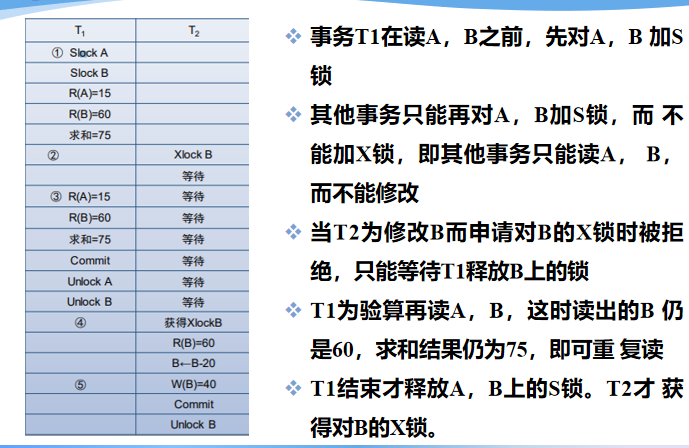 T₁ T₂
① Slock A
Slock B
R(A)=15
R(B)=60
求和=75
② Xlock B
等待
③ R(A)=15 等待
R(B)=60 等待
求和=75 等待
Commit 等待
Unlock A 等待
Unlock B 等待
④ 获得XlockB
R(B)=60
B←B-20
⑤ W(B)=40
Commit
Unlock B
❖ 事务T1在读A，B之前，先对A，B 加S
锁
❖ 其他事务只能再对A，B加S锁，而 不
能加X锁，即其他事务只能读A， B，
而不能修改
❖ 当T2为修改B而申请对B的X锁时被拒
绝，只能等待T1释放B上的锁
❖ T1为验算再读A，B，这时读出的B 仍
是60，求和结果仍为75，即可重 复读
❖ T1结束才释放A，B上的S锁。T2才 获
得对B的X锁。